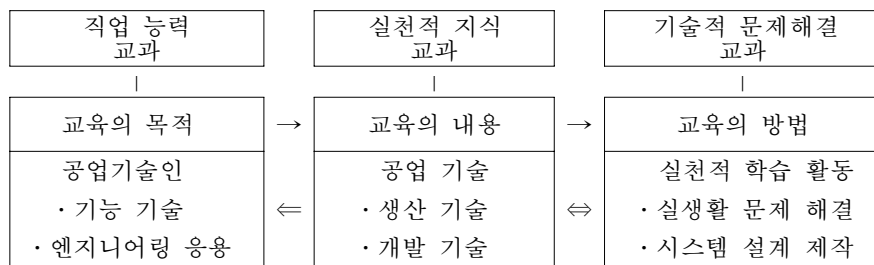 직업 능력 교과
실천적 지식 교과
기술적 문제해결 교과
교육의 목적 → 교육의 내용 → 교육의 방법
공업기술인 공업 기술 실천적 학습 활동
·기능 기술 ⇐ ·생산 기술 ⇔ ·실생활 문제 해결
·엔지니어링 응용 ·개발 기술 ·시스템 설계 제작